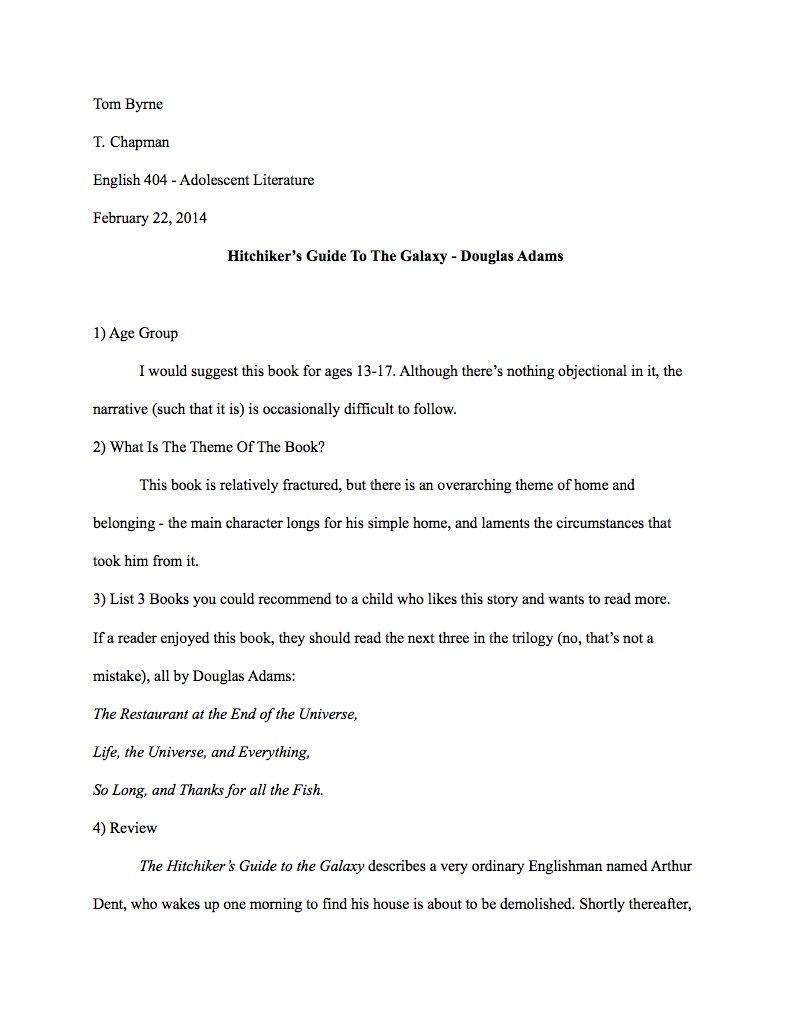 Tom Byrne
T. Chapman
English 404 - Adolescent Literature
February 22, 2014
Hitchiker’s Guide To The Galaxy - Douglas Adams
1) Age Group
I would suggest this book for ages 13-17. Although there’s nothing objectional in it, the
narrative (such that it is) is occasionally difficult to follow.
2) What Is The Theme Of The Book?
This book is relatively fractured, but there is an overarching theme of home and
belonging - the main character longs for his simple home, and laments the circumstances that
took him from it.
3) List 3 Books you could recommend to a child who likes this story and wants to read more.
If a reader enjoyed this book, they should read the next three in the trilogy (no, that’s not a
mistake), all by Douglas Adams:
The Restaurant at the End of the Universe,
Life, the Universe, and Everything,
So Long, and Thanks for all the Fish.
4) Review
The Hitchiker’s Guide to the Galaxy describes a very ordinary Englishman named Arthur
Dent, who wakes up one morning to find his house is about to be demolished. Shortly thereafter,